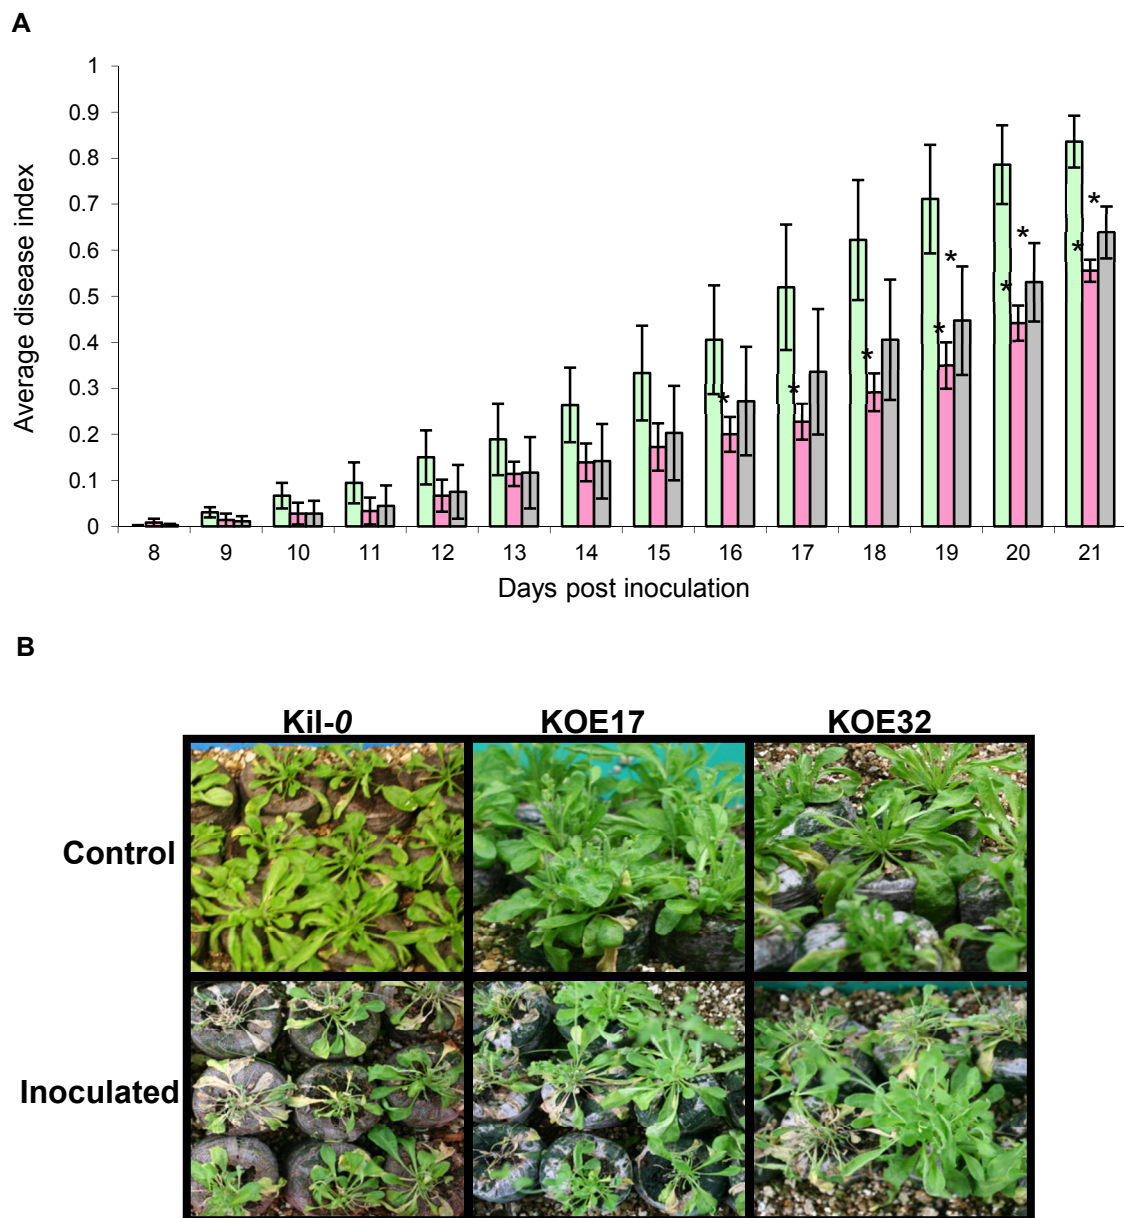 A
1
0.9
0.8
0.7
0.6
0.5
0.4
0.3
0.2
0.1
0
Average disease index
* * * * * * * * *
8 9 10 11 12 13 14 15 16 17 18 19 20 21
Days post inoculation
B
Kil-0 KOE17 KOE32
Control
Inoculated